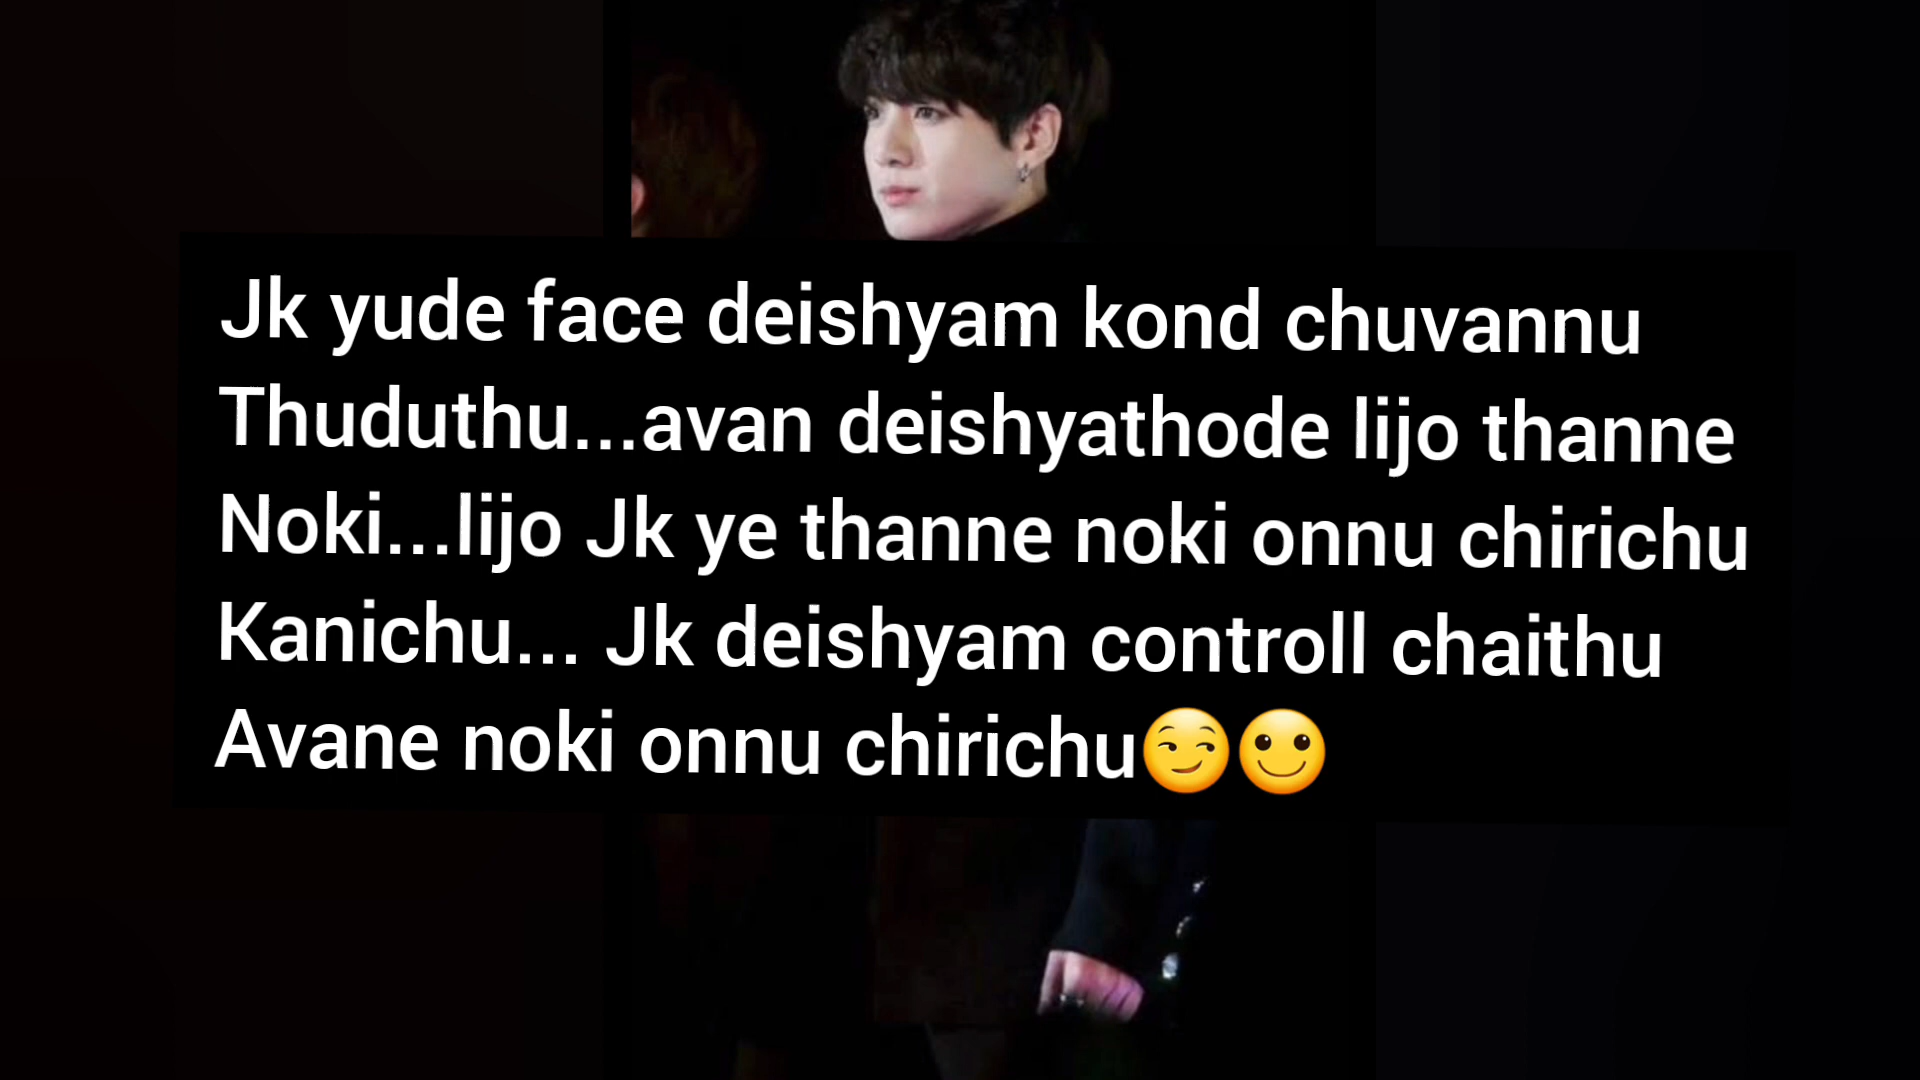 Jk yude face deishyam kond chuvannu
Thuduthu...avan deishyathode lijo thanne
Noki...lijo Jk ye thanne noki onnu chirichu
Kanichu... Jk deishyam controll chaithu
Avane noki onnu chirichu😏🙂